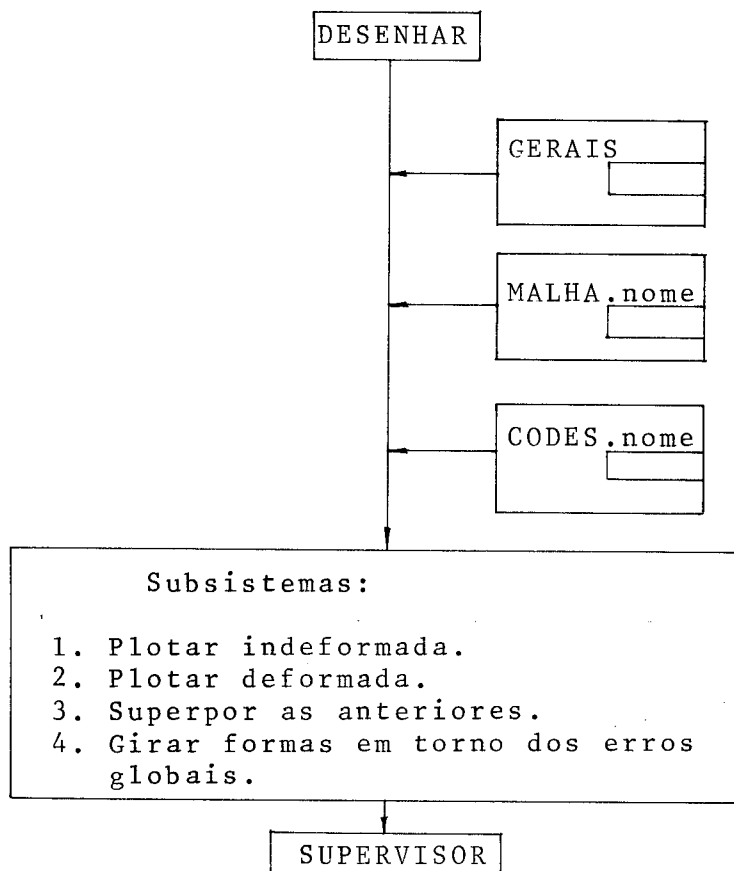 DESENHAR
GERAIS
MALHA.nome
CODES.nome
Subsistemas:
1. Plotar indeformada.
2. Plotar deformada.
3. Superpor as anteriores.
4. Girar formas em torno dos erros
globais.
SUPERVISOR